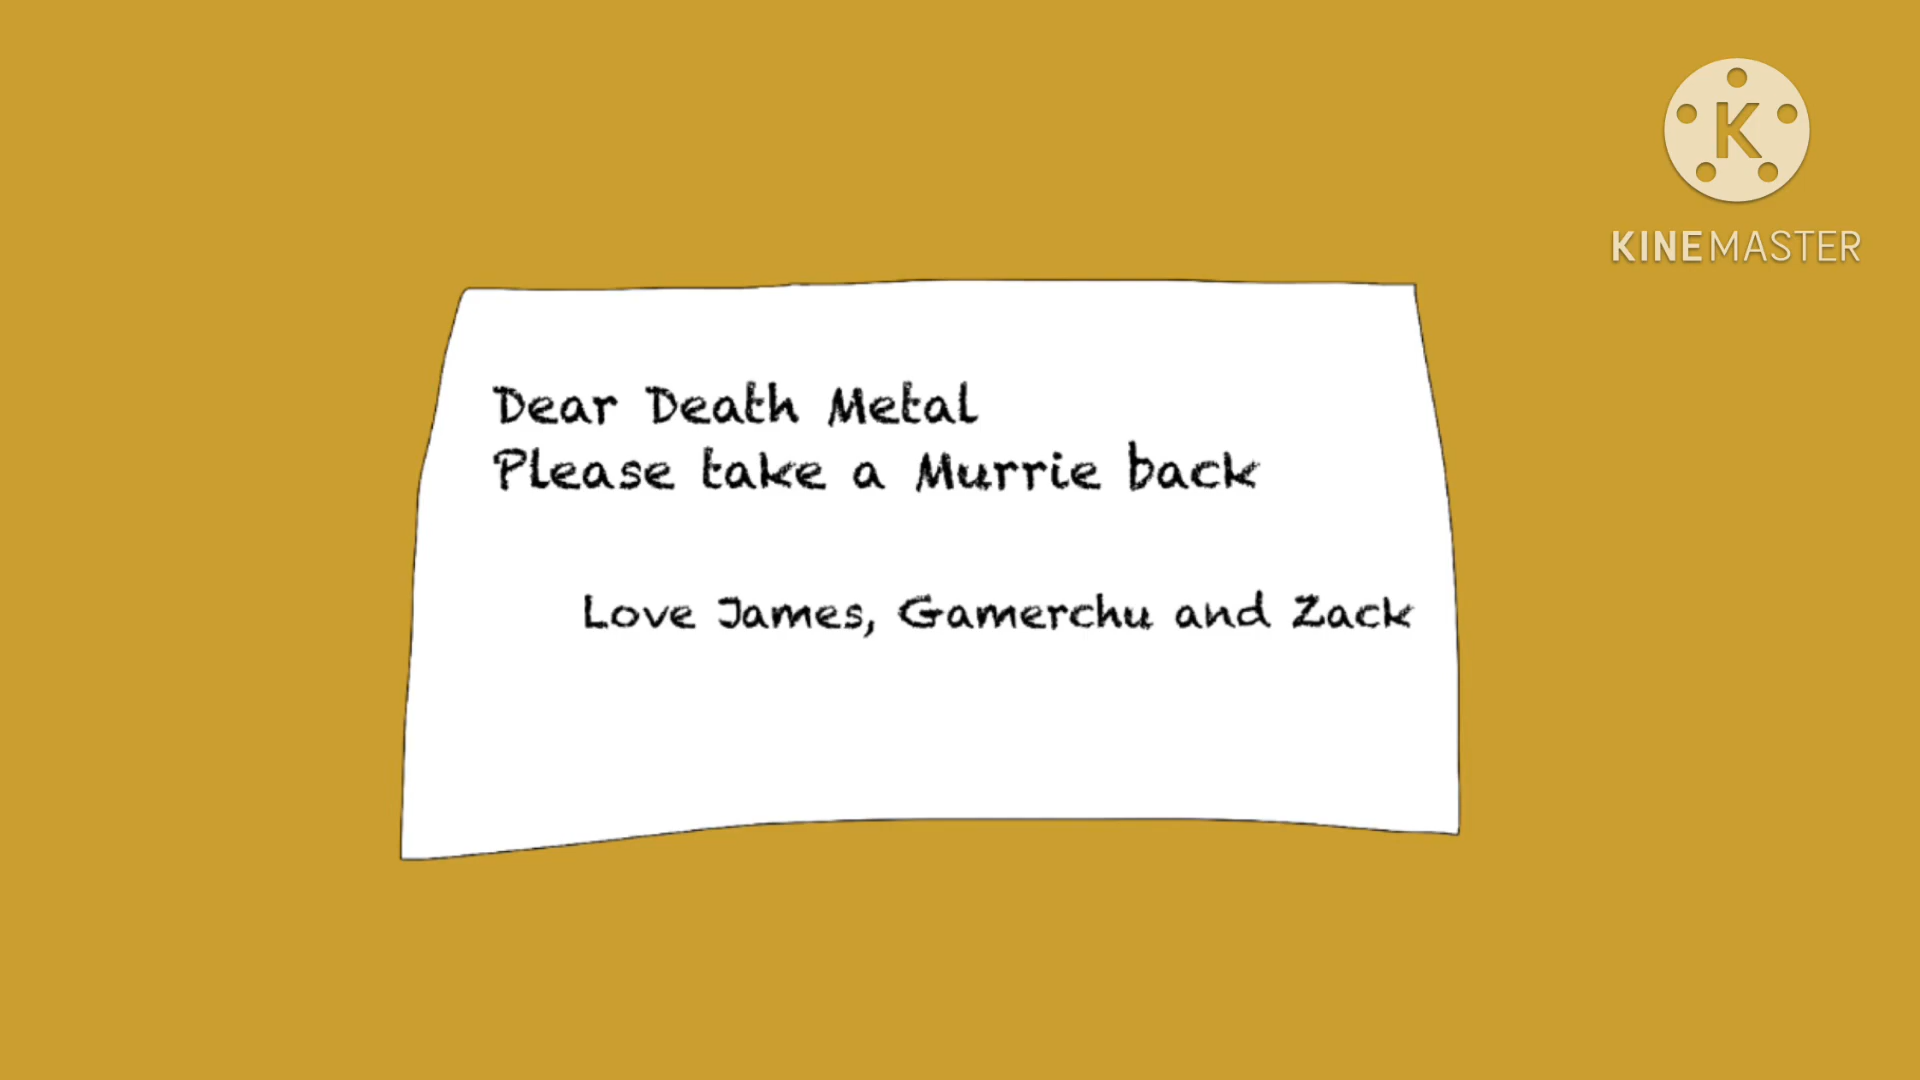 K
KINEMASTER
Dear Death Metal
Please take a Murrie back
Love James, Gamerchu and Zack